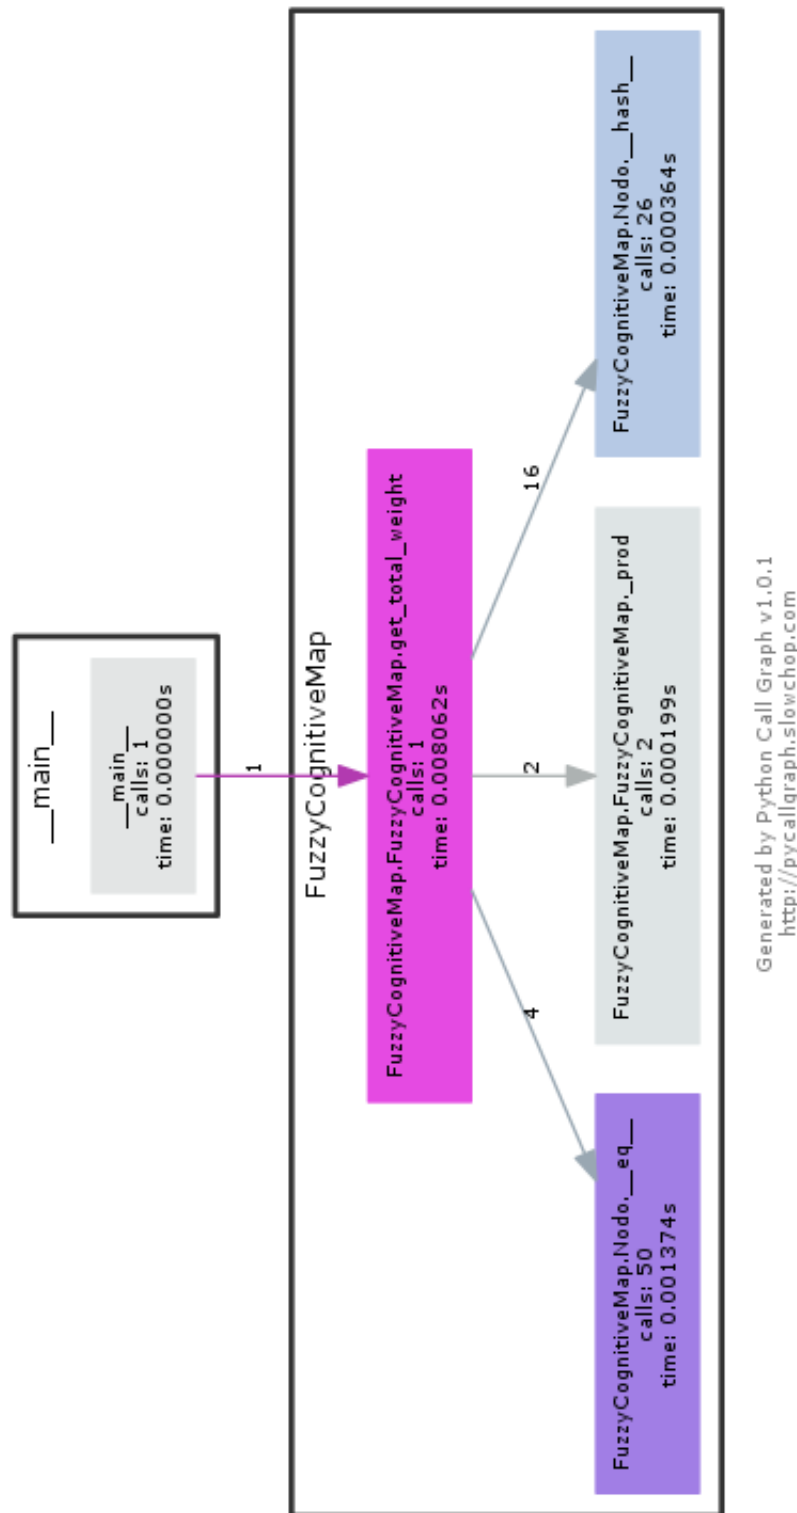 __main__
__main__
calls: 1
time: 0.000000s
1
FuzzyCognitiveMap
FuzzyCognitiveMap.FuzzyCognitiveMap.get_total_weight
calls: 1
time: 0.008062s
4
2
16
FuzzyCognitiveMap.Nodo.__eq__
calls: 50
time: 0.001374s
FuzzyCognitiveMap.FuzzyCognitiveMap._prod
calls: 2
time: 0.000199s
FuzzyCognitiveMap.Nodo.__hash__
calls: 26
time: 0.000364s
Generated by Python Call Graph v1.0.1
http://pycallgraph.slowchop.com